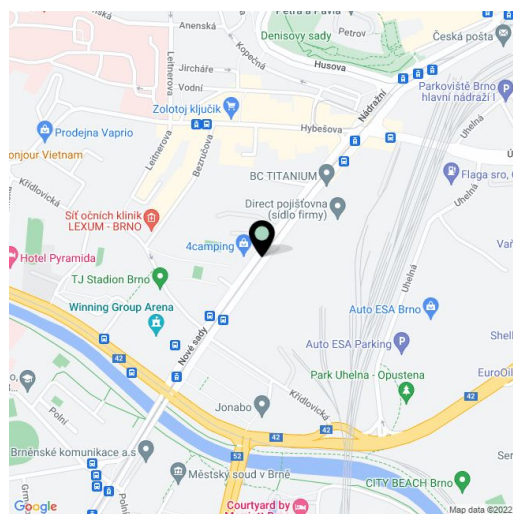 Petra a Pavla
Anenská
Petrov
Denisovy sady
Česká pošta
Leitnerova
Kopečná
Husova
Jircháře
Vodní
Parkoviště Brno
hlavní nádraží I
Nádražní
Zolotoj ključik
Uhelná
Prodejna Vaprio
Hybešova
Leitnerova
Bezručova
onjour Vietnam
BC TITANIUM
Flaga sro,
Křídlovická
Direct pojišťovna
(sídlo firmy)
Uhelná
Síť očních klinik
LEXUM - BRNO
4camping
Hotel Pyramida
Uhelná
TJ Stadion Brno
Winning Group Arena
Auto ESA Brno
Nové sady
Auto ESA Parking
Shell
42
EuroOil
Park Uhelna - Opustena
Křídlovická
Polní
Jonabo
42
42
42
Brněnské komunikace a.s
52
Městský soud v Brně
CITY BEACH Brno
Polní
Courtyard by
Google
Map data ©2022